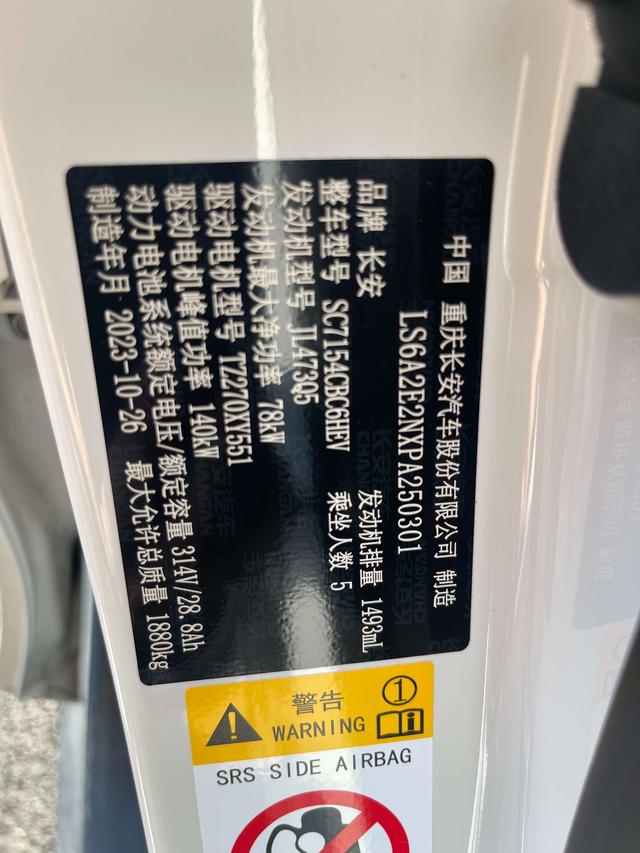 中国 重庆长安汽车股份有限公司 制造
LS6A2E2NXPA250301
品牌 长安
整车型号 SC7154CBC6HEV 发动机排量 1493mL
发动机型号 JL473Q5 乘坐人数 5
发动机最大净功率 78kW
驱动电机型号 TZ270XY551
驱动电机峰值功率 140kW
动力电池系统额定电压/额定容量 314V/28.8Ah
制造年月 2023-10-26 最大允许总质量 1880kg
警告 1
WARNING i
SRS SIDE AIRBAG